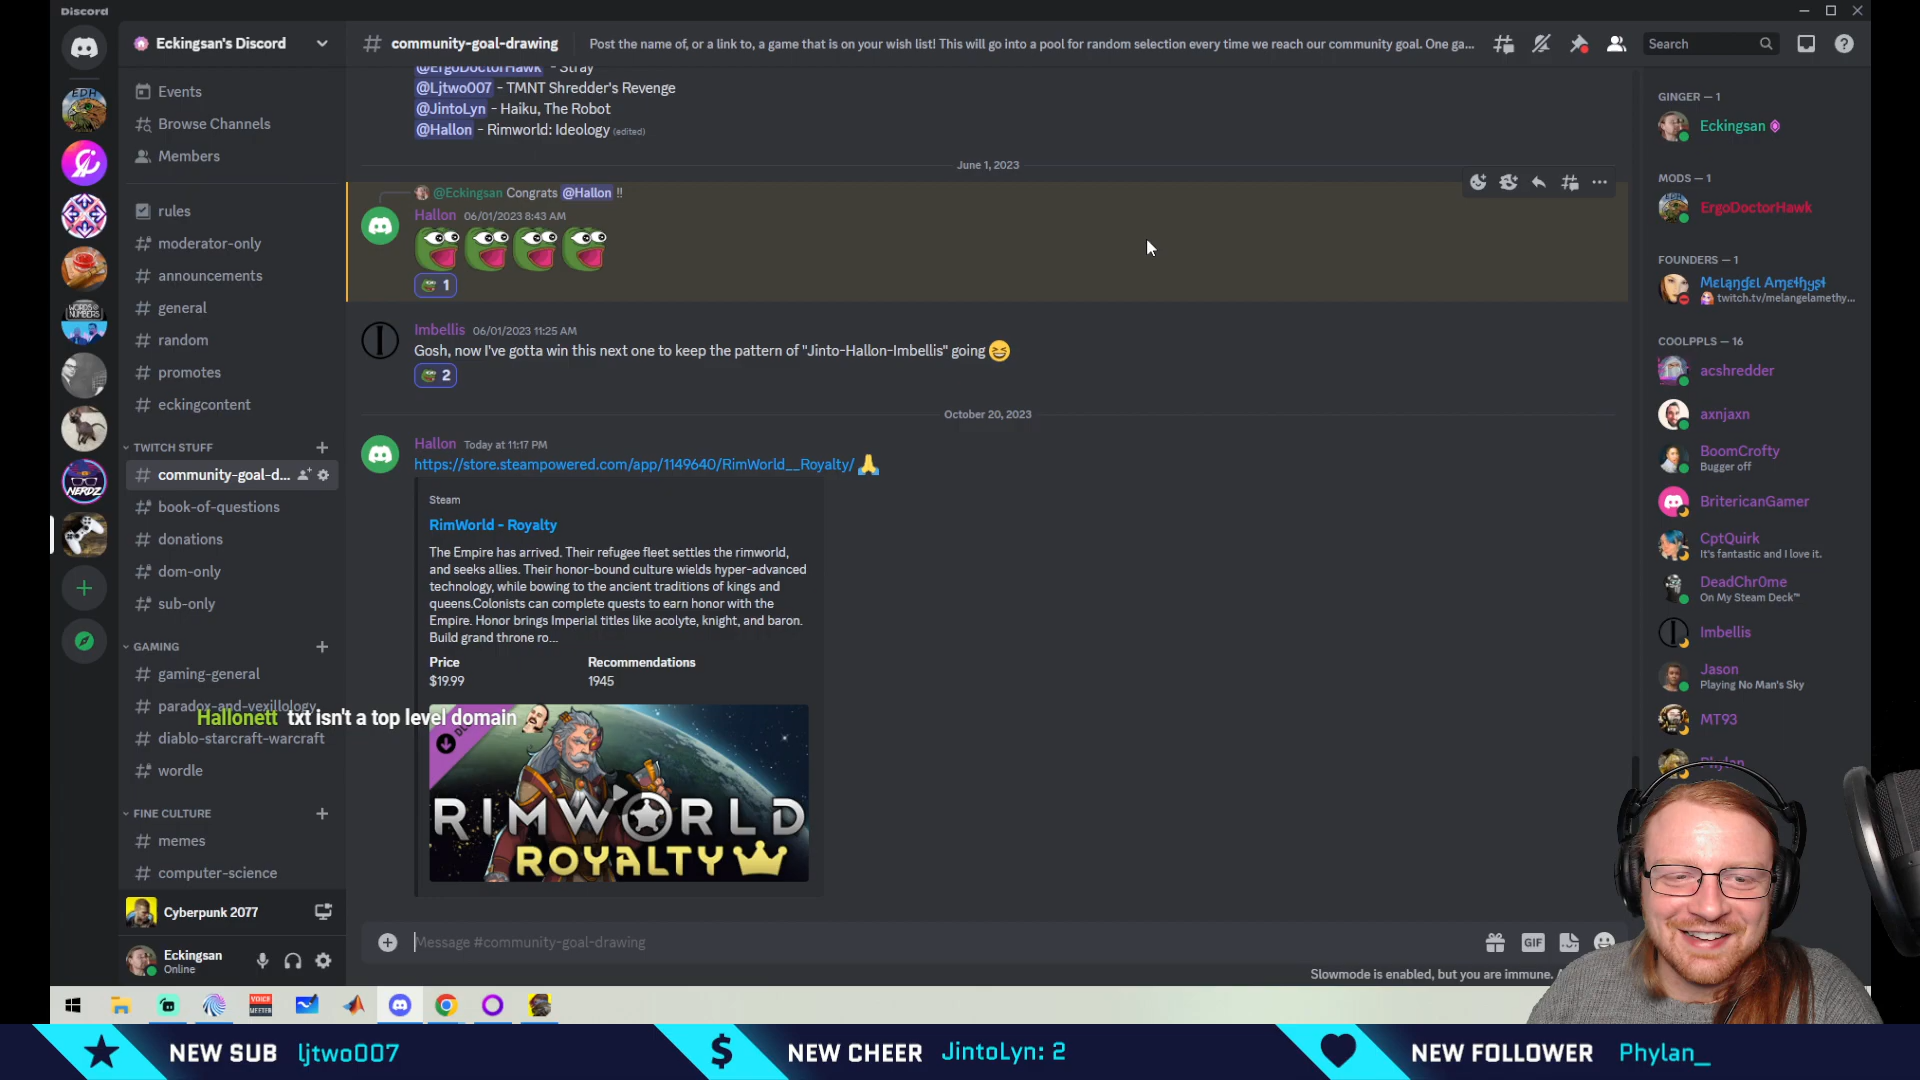 Discord
Eckingsan's Discord
community-goal-drawing
Post the name of, or a link to, a game that is on your wish list! This will go into a pool for random selection every time we reach our community goal. One ga...
Search
Events
Browse Channels
Members
rules
moderator-only
announcements
general
random
promotes
eckingcontent
TWITCH STUFF
community-goal-d...
book-of-questions
donations
dom-only
sub-only
GAMING
gaming-general
paradox-and-vexillology
diablo-starcraft-warcraft
wordle
FINE CULTURE
memes
computer-science
Cyberpunk 2077
Eckingsan
Online
@ErgoDoctorHawk - Stray
@Ljtwo007 - TMNT Shredder's Revenge
@JintoLyn - Haiku, The Robot
@Hallon - Rimworld: Ideology (edited)
June 1, 2023
@Eckingsan Congrats @Hallon !!
Hallon 06/01/2023 8:43 AM
1
Imbellis 06/01/2023 11:25 AM
Gosh, now I've gotta win this next one to keep the pattern of "Jinto-Hallon-Imbellis" going 😆
2
October 20, 2023
Hallon Today at 11:17 PM
https://store.steampowered.com/app/1149640/RimWorld__Royalty/ 🙏
Steam
RimWorld - Royalty
The Empire has arrived. Their refugee fleet settles the rimworld,
and seeks allies. Their honor-bound culture wields hyper-advanced
technology, while bowing to the ancient traditions of kings and
queens.Colonists can complete quests to earn honor with the
Empire. Honor brings Imperial titles like acolyte, knight, and baron.
Build grand throne ro...
Price
$19.99
Recommendations
1945
Hallonett txt isn't a top level domain
RIMWORLD
ROYALTY
Message #community-goal-drawing
GIF
Slowmode is enabled, but you are immune.
GINGER — 1
Eckingsan
MODS — 1
ErgoDoctorHawk
FOUNDERS — 1
twitch.tv/melangelamethy...
COOLPPLS — 16
acshredder
axnjaxn
BoomCrofty
Bugger off
BritericanGamer
CptQuirk
It's fantastic and I love it.
DeadChr0me
On My Steam Deck™
Imbellis
Jason
Playing No Man's Sky
MT93
Phylan
EDH
WORDS
NUMBERS
NERDZ
VOICE
MEETER
NEW SUB ljtwo007
NEW CHEER JintoLyn: 2
NEW FOLLOWER Phylan_